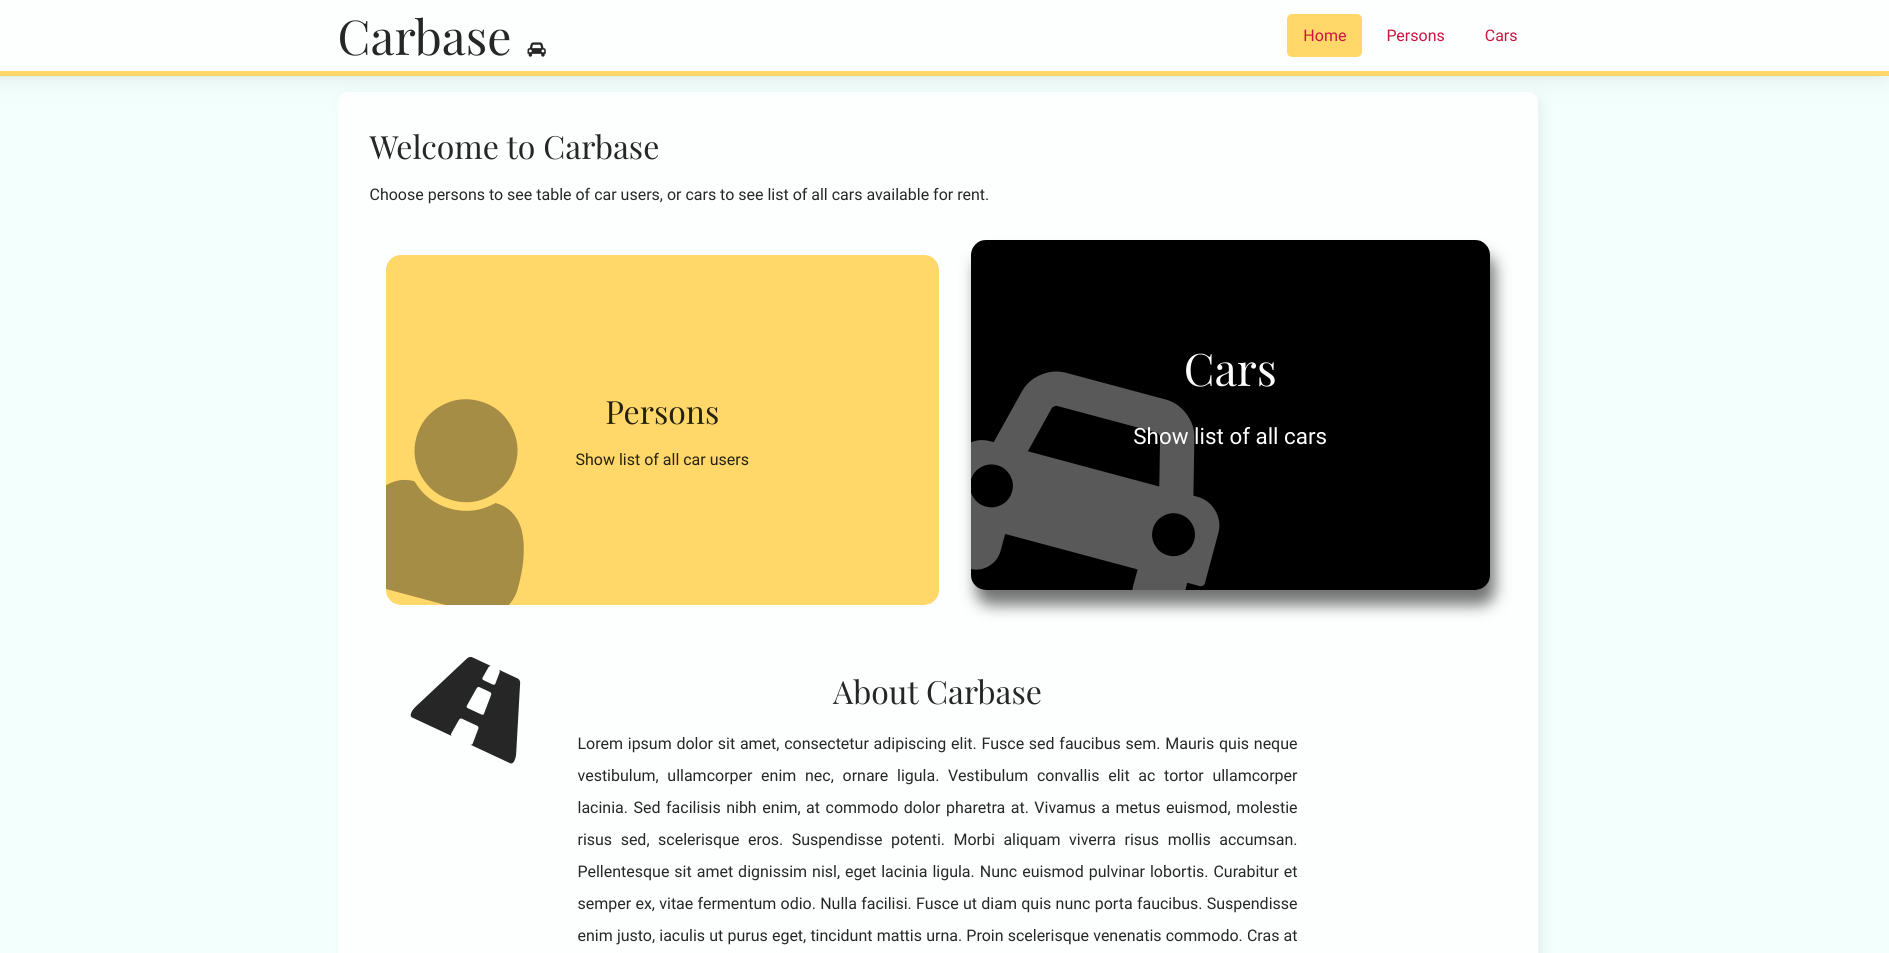 Carbase
Home Persons Cars
Welcome to Carbase
Choose persons to see table of car users, or cars to see list of all cars available for rent.
Persons
Show list of all car users
Cars
Show list of all cars
About Carbase
Lorem ipsum dolor sit amet, consectetur adipiscing elit. Fusce sed faucibus sem. Mauris quis neque
vestibulum, ullamcorper enim nec, ornare ligula. Vestibulum convallis elit ac tortor ullamcorper
lacinia. Sed facilisis nibh enim, at commodo dolor pharetra at. Vivamus a metus euismod, molestie
risus sed, scelerisque eros. Suspendisse potenti. Morbi aliquam viverra risus mollis accumsan.
Pellentesque sit amet dignissim nisl, eget lacinia ligula. Nunc euismod pulvinar lobortis. Curabitur et
semper ex, vitae fermentum odio. Nulla facilisi. Fusce ut diam quis nunc porta faucibus. Suspendisse
enim justo, iaculis ut purus eget, tincidunt mattis urna. Proin scelerisque venenatis commodo. Cras at